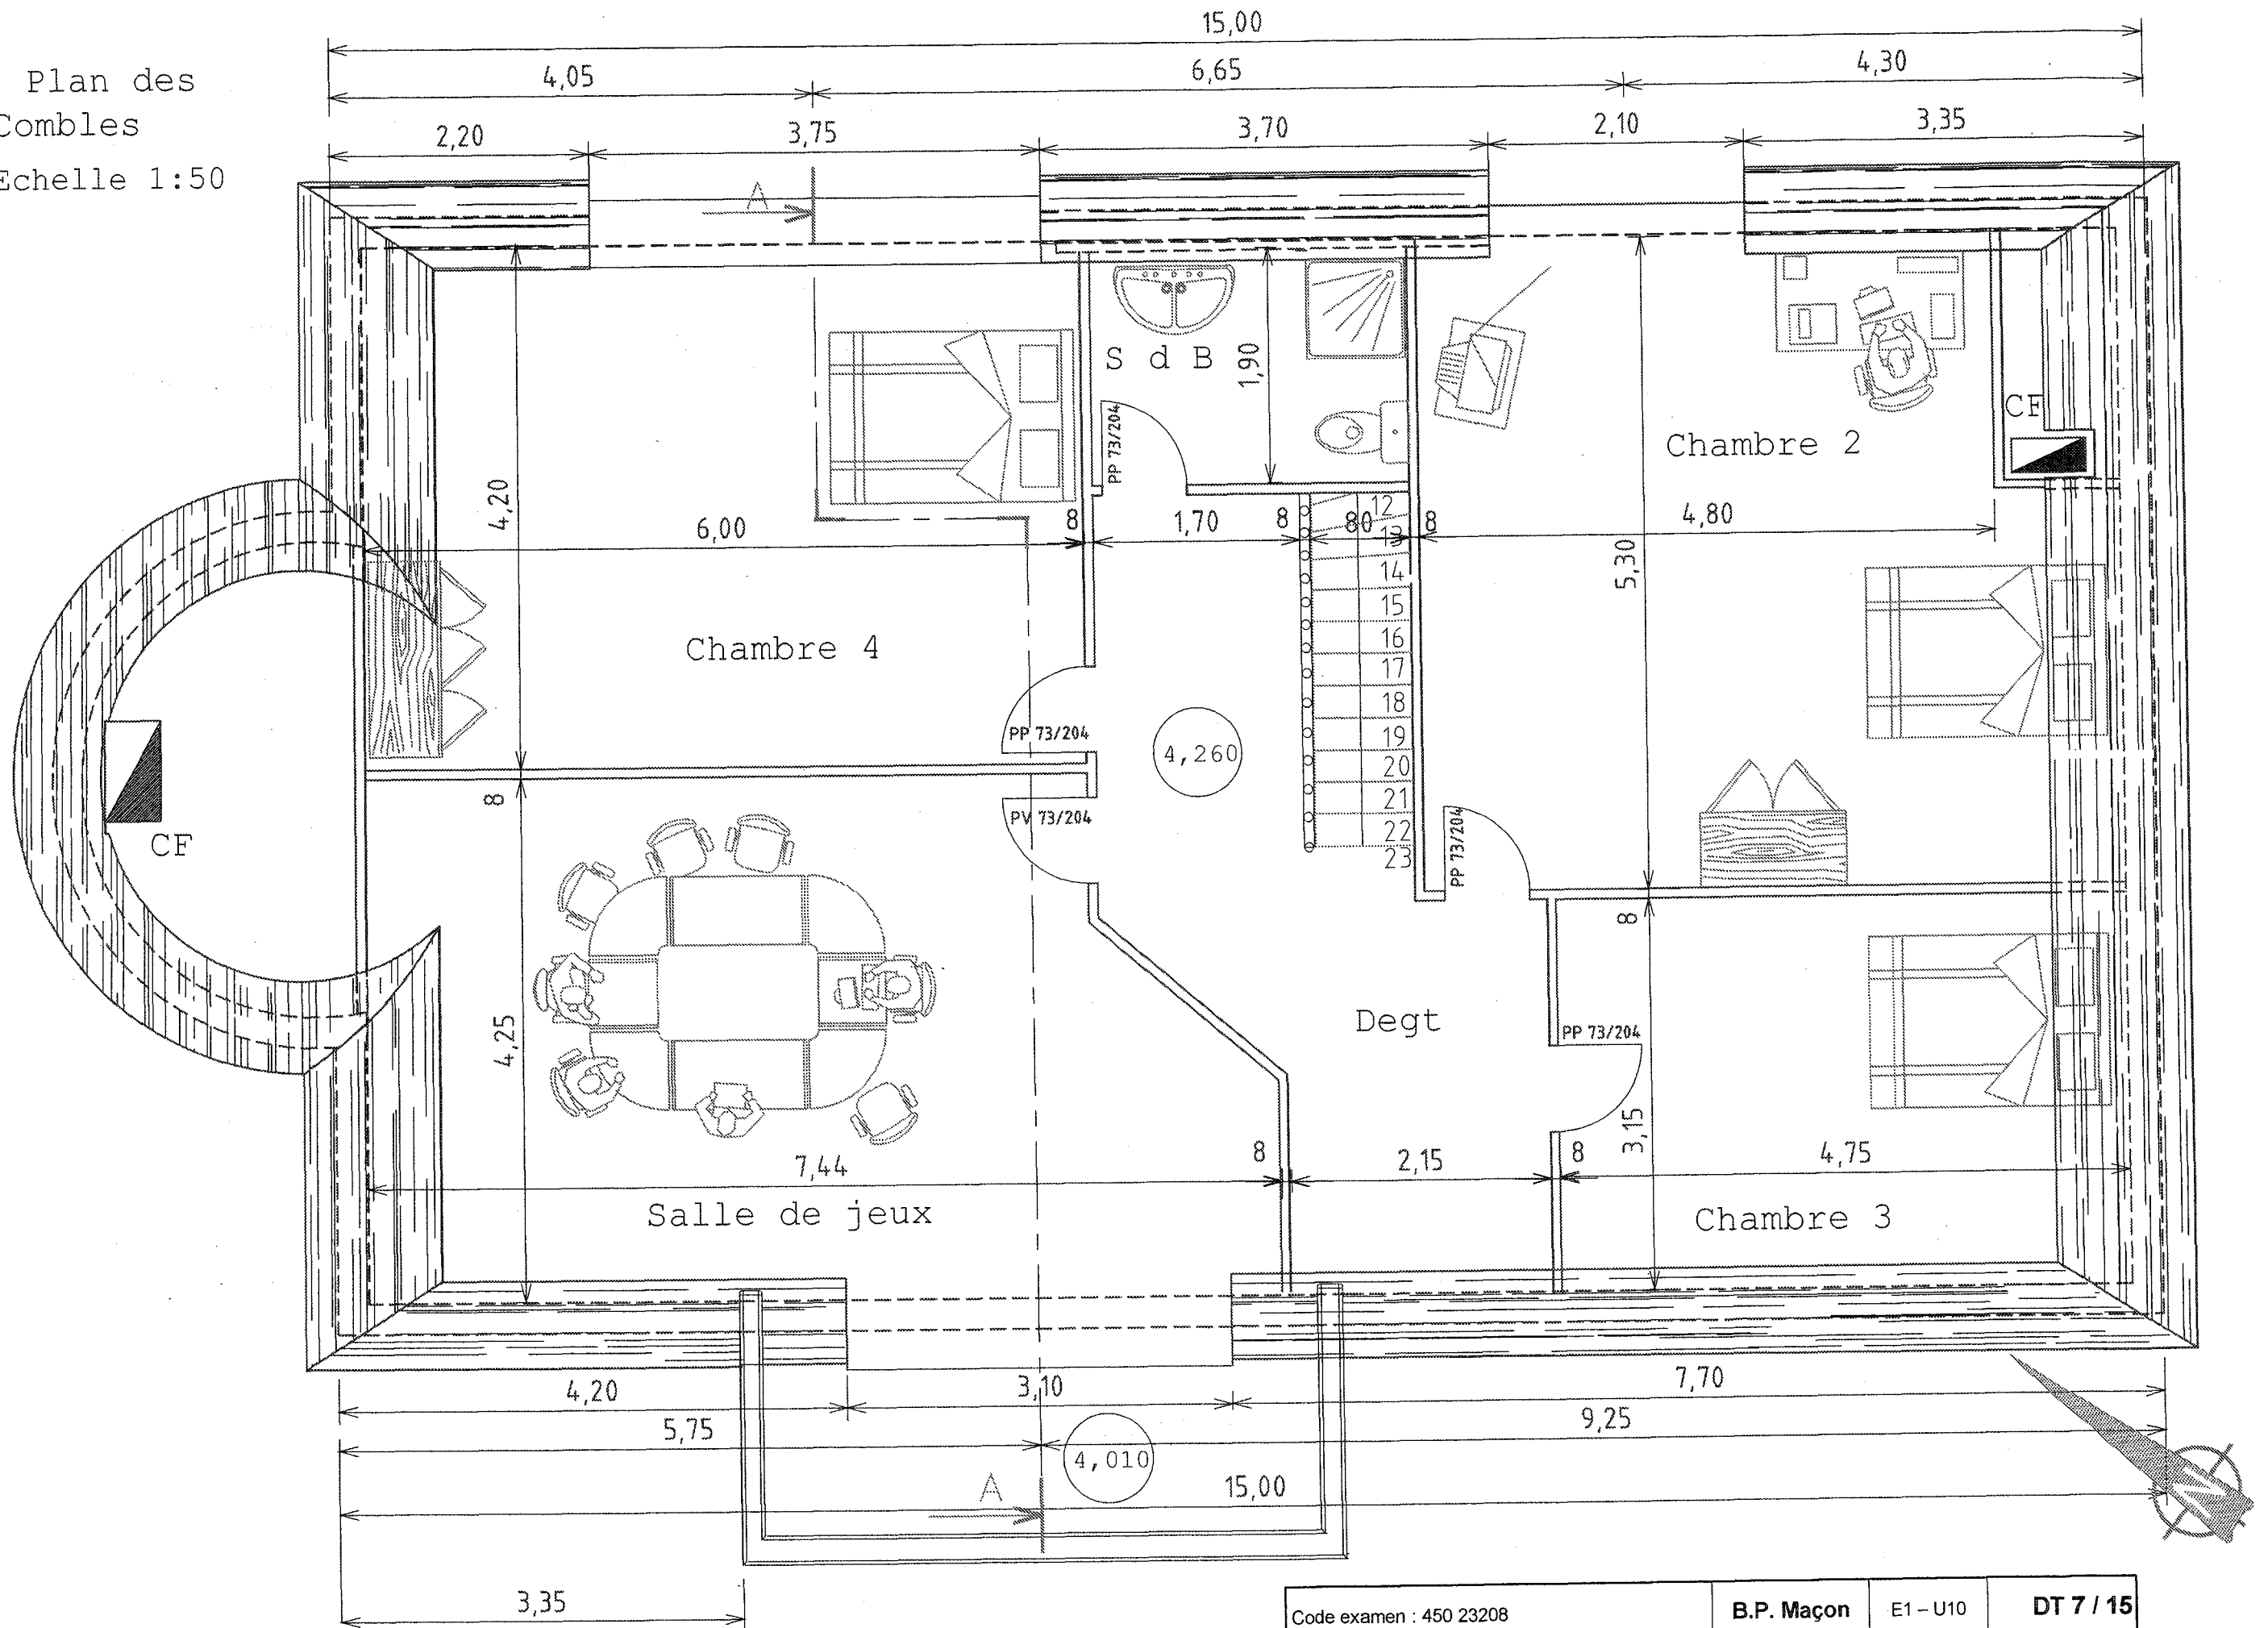 15,00
Plan des
Combles
Echelle 1:50
4,05
6,65
4,30
2,20
3,75
3,70
2,10
3,35
A
S d B
1,90
PP 73/204
CF
Chambre 2
4,20
6,00
8
1,70
8
80
8
4,80
12
13
14
15
16
17
18
19
20
21
22
23
5,30
Chambre 4
PP 73/204
4,260
8
PV 73/204
CF
PP 73/204
8
4,25
Degt
PP 73/204
3,15
7,44
8
2,15
8
4,75
Salle de jeux
Chambre 3
4,20
3,10
7,70
5,75
9,25
4,010
A
15,00
N
3,35
Code examen : 450 23208
B.P. Maçon
E1 – U10
DT 7 / 15